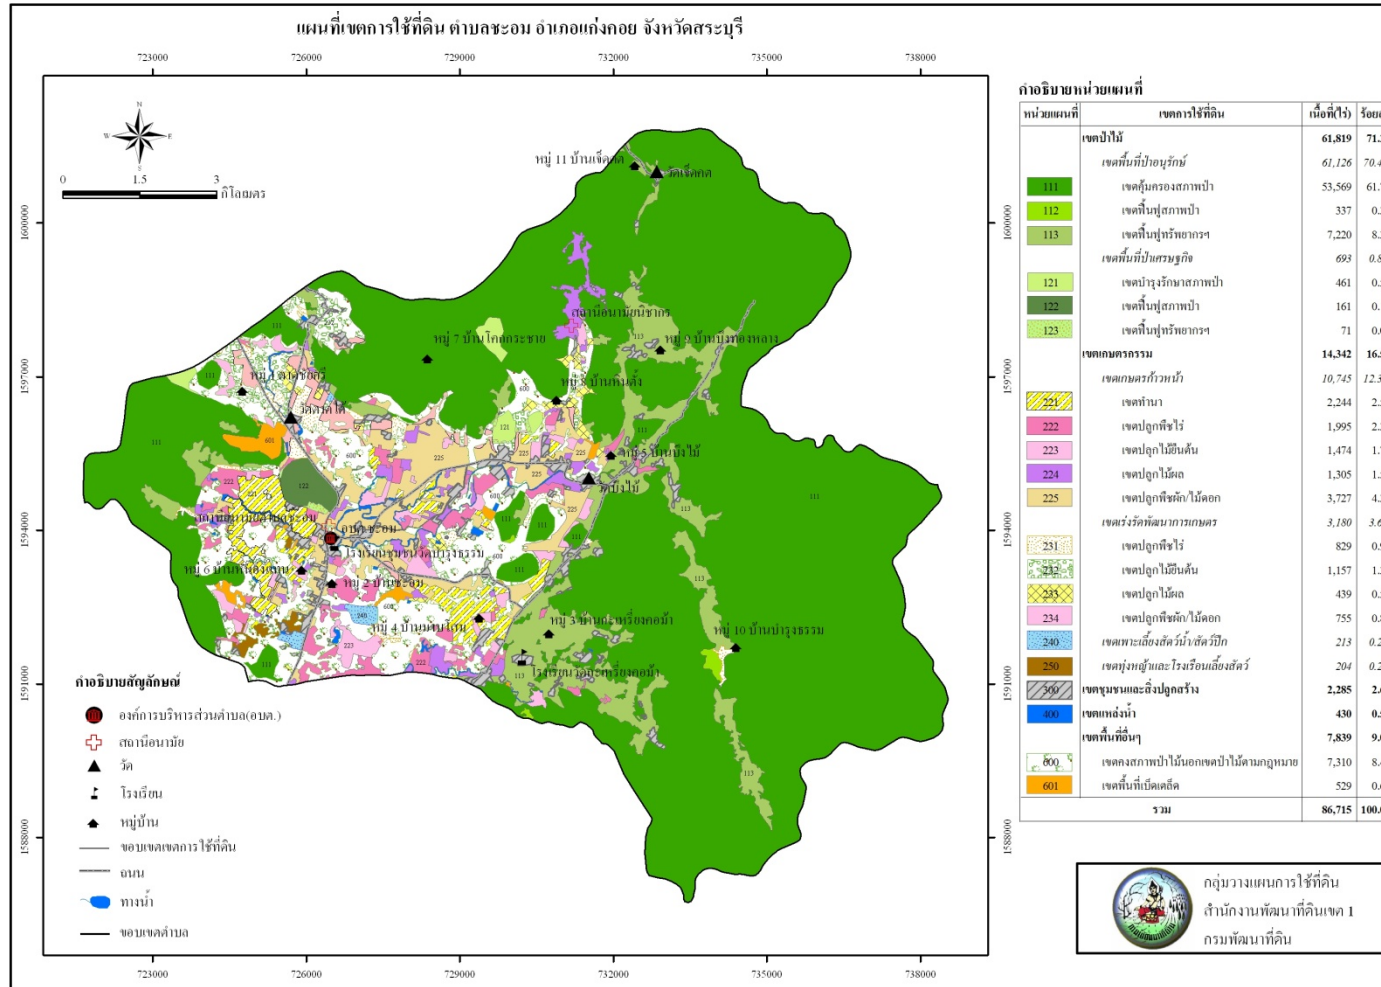 แผนที่เขตการใช้ที่ดิน ตำบลชะอม อำเภอแก่งคอย จังหวัดสระบุรี
723000 726000 729000 732000 735000 738000
N
W E
S
0 1.5 3
กิโลเมตร
1600000 1600000
1597000 1597000
1594000 1594000
1591000 1591000
1588000 1588000
หมู่ 11 บ้านเจ็ดคต
วัดเจ็ดคต
สถานีอนามัยนิชากร
หมู่ 7 บ้านโคกกระชาย
หมู่ 9 บ้านบึงทองหลาง
หมู่ 8 บ้านหินตั้ง
หมู่ 5 บ้านบึงไม้
วัดบึงไม้
อบต.ชะอม
โรงเรียนชุมชนวัดบำรุงธรรม
หมู่ 2 บ้านชะอม
หมู่ 3 บ้านกะเหรี่ยงคอม้า
หมู่ 10 บ้านบำรุงธรรม
โรงเรียนวัดกะเหรี่ยงคอม้า
คำอธิบายสัญลักษณ์
องค์การบริหารส่วนตำบล(อบต.)
สถานีอนามัย
วัด
โรงเรียน
หมู่บ้าน
ขอบเขตเขตการใช้ที่ดิน
ถนน
ทางน้ำ
ขอบเขตตำบล
723000 726000 729000 732000 735000 738000
คำอธิบายหน่วยแผนที่
หน่วยแผนที่ เขตการใช้ที่ดิน เนื้อที่(ไร่)
เขตป่าไม้ 61,819
เขตพื้นที่ป่าอนุรักษ์ 61,126
111 เขตคุ้มครองสภาพป่า 53,569
112 เขตฟื้นฟูสภาพป่า 337
113 เขตฟื้นฟูทรัพยากรฯ 7,220
เขตพื้นที่ป่าเศรษฐกิจ 693
121 เขตบำรุงรักษาสภาพป่า 461
122 เขตฟื้นฟูสภาพป่า 161
123 เขตฟื้นฟูทรัพยากรฯ 71
เขตเกษตรกรรม 14,342
เขตเกษตรก้าวหน้า 10,745
221 เขตทำนา 2,244
222 เขตปลูกพืชไร่ 1,995
223 เขตปลูกไม้ยืนต้น 1,474
224 เขตปลูกไม้ผล 1,305
225 เขตปลูกพืชผัก/ไม้ดอก 3,727
เขตเร่งรัดพัฒนาการเกษตร 3,180
231 เขตปลูกพืชไร่ 829
232 เขตปลูกไม้ยืนต้น 1,157
233 เขตปลูกไม้ผล 439
234 เขตปลูกพืชผัก/ไม้ดอก 755
240 เขตเพาะเลี้ยงสัตว์น้ำ/สัตว์ปีก 213
250 เขตทุ่งหญ้าและโรงเรือนเลี้ยงสัตว์ 204
300 เขตชุมชนและสิ่งปลูกสร้าง 2,285
400 เขตแหล่งน้ำ 430
เขตพื้นที่อื่นๆ 7,839
600 เขตคงสภาพป่าไม้นอกเขตป่าไม้ตามกฎหมาย 7,310
601 เขตพื้นที่เบ็ดเตล็ด 529
รวม 86,715
กลุ่มวางแผนการใช้ที่ดิน
สำนักงานพัฒนาที่ดินเขต 1
กรมพัฒนาที่ดิน